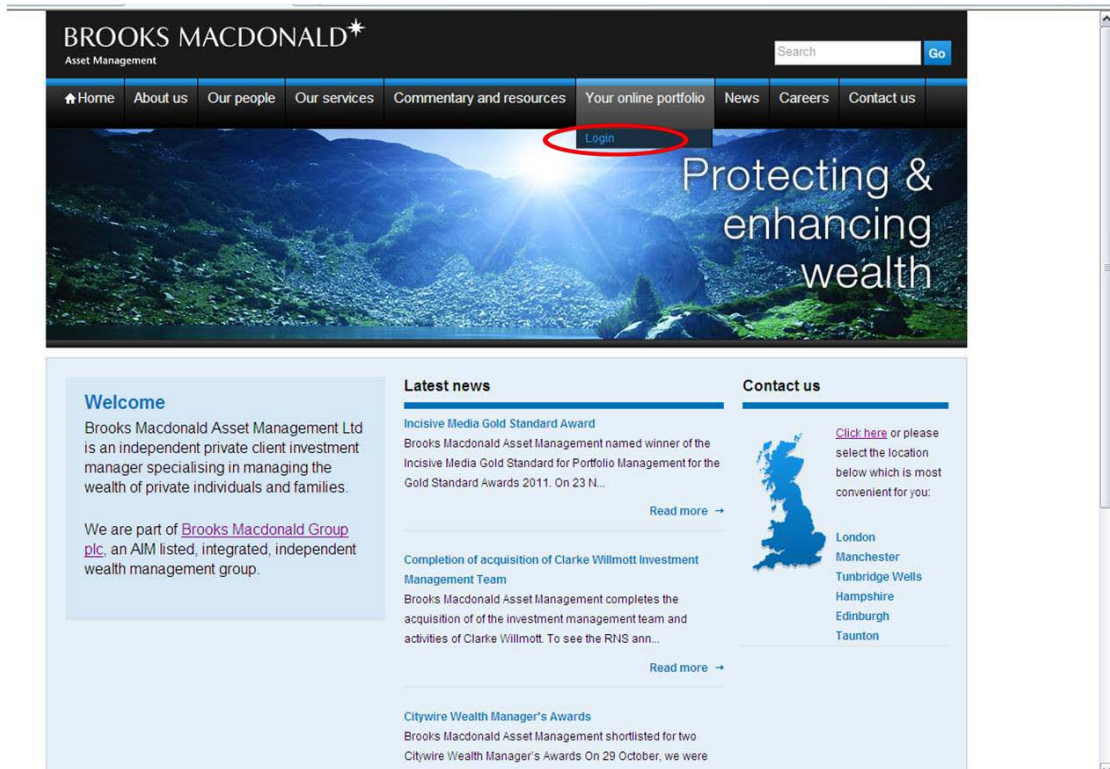 BROOKS MACDONALD
Asset Management
Search
Go
Home
About us
Our people
Our services
Commentary and resources
Your online portfolio
News
Careers
Contact us
Login
Protecting &
enhancing
wealth
Welcome
Brooks Macdonald Asset Management Ltd
is an independent private client investment
manager specialising in managing the
wealth of private individuals and families.
We are part of Brooks Macdonald Group
plc, an AIM listed, integrated, independent
wealth management group.
Latest news
Incisive Media Gold Standard Award
Brooks Macdonald Asset Management named winner of the
Incisive Media Gold Standard for Portfolio Management for the
Gold Standard Awards 2011. On 23 N...
Read more →
Completion of acquisition of Clarke Willmott Investment
Management Team
Brooks Macdonald Asset Management completes the
acquisition of of the investment management team and
activities of Clarke Willmott. To see the RNS ann...
Read more →
Citywire Wealth Manager's Awards
Brooks Macdonald Asset Management shortlisted for two
Citywire Wealth Manager's Awards On 29 October, we were
Contact us
Click here or please
select the location
below which is most
convenient for you:
London
Manchester
Tunbridge Wells
Hampshire
Edinburgh
Taunton